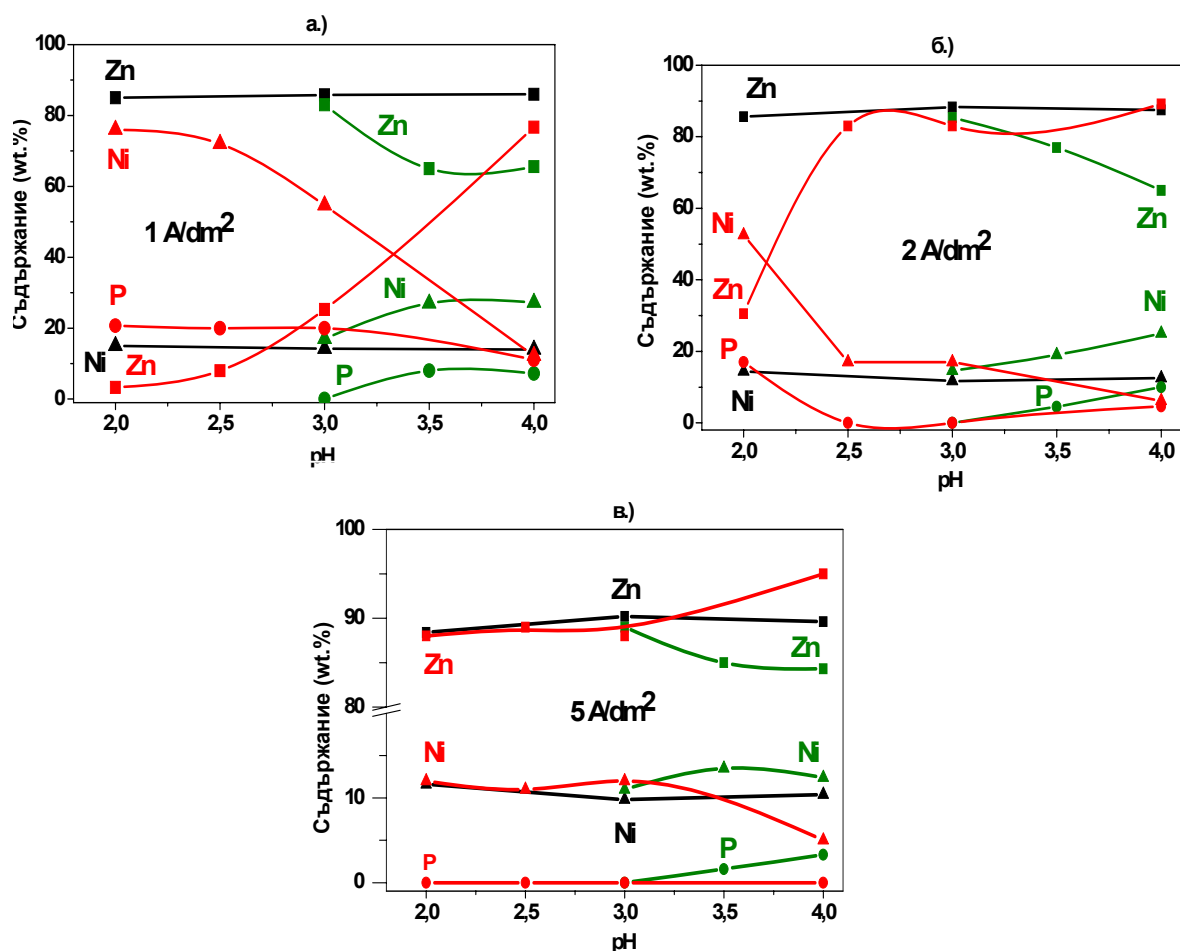 а.)
Съдържание (wt.%)
100
80
60
40
20
0
Zn
Ni
Zn
1 A/dm²
P
Ni
Ni
Zn
P
2,0 2,5 3,0 3,5 4,0
pH
б.)
Съдържание (wt.%)
100
80
60
40
20
0
Zn
Ni
2 A/dm²
Zn
Zn
Ni
P
Ni
P
2,0 2,5 3,0 3,5 4,0
pH
в.)
Съдържание (wt.%)
100
90
80
10
0
Zn
Zn
Zn
5 A/dm²
Ni
Ni
Ni
P
P
2,0 2,5 3,0 3,5 4,0
pH